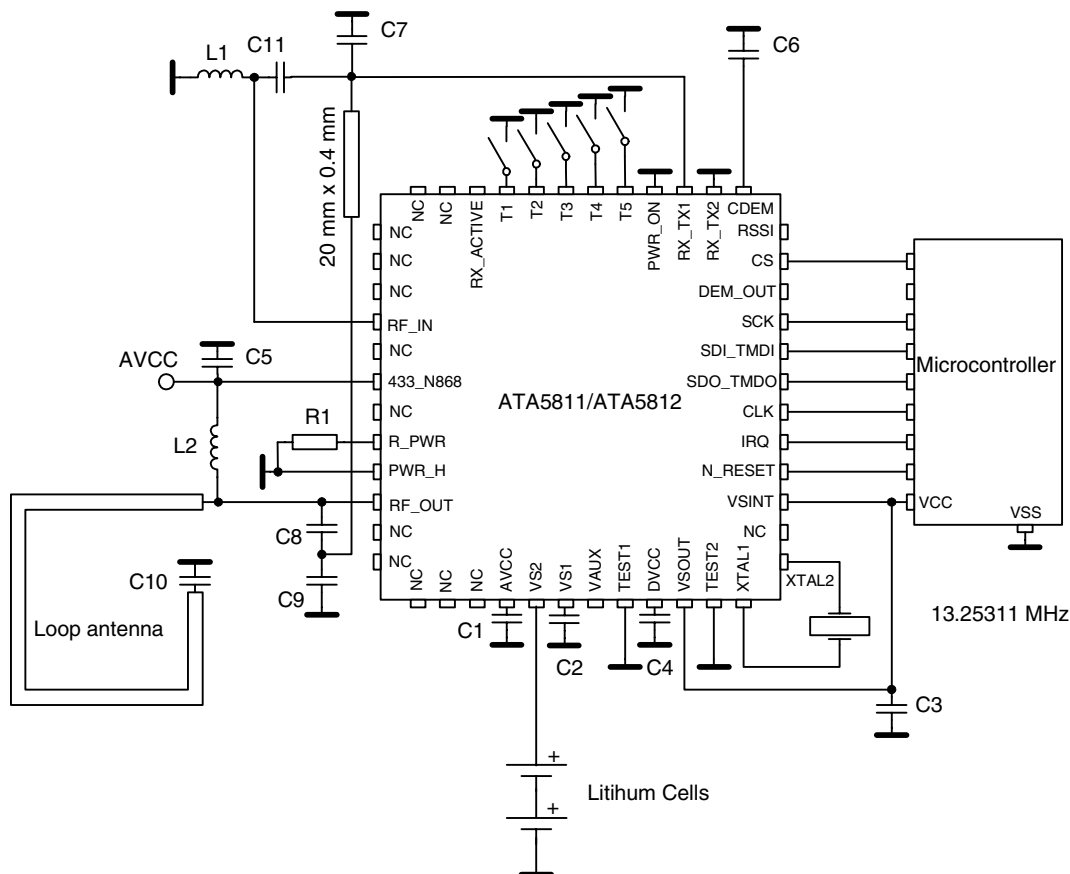 C7
C6
L1
C11
20 mm x 0.4 mm
NC
NC
RX_ACTIVE
T1
T2
T3
T4
T5
PWR_ON
RX_TX1
RX_TX2
CDEM
NC
RSSI
NC
CS
NC
DEM_OUT
RF_IN
SCK
NC
SDI_TMDI
Microcontroller
AVCC
C5
433_N868
ATA5811/ATA5812
SDO_TMDO
NC
CLK
L2
R1
R_PWR
IRQ
PWR_H
N_RESET
RF_OUT
VSINT
VCC
VSS
C8
NC
NC
NC
XTAL2
C10
C9
NC
NC
NC
AVCC
VS2
VS1
VAUX
TEST1
DVCC
VSOUT
TEST2
XTAL1
Loop antenna
C1
C2
C4
13.25311 MHz
C3
+
Litihum Cells
+